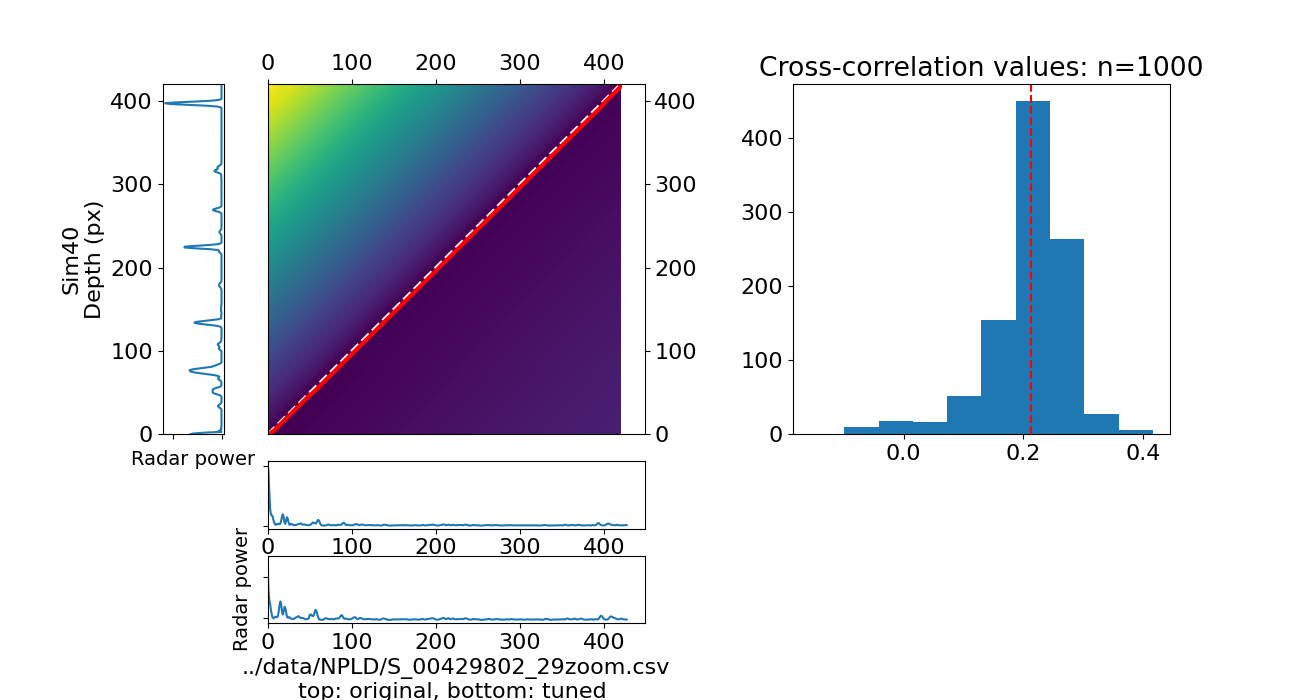 0 100 200 300 400
Cross-correlation values: n=1000
400
300
200
100
0
Sim40
Depth (px)
400
300
200
100
0
400
300
200
100
0
0.0 0.2 0.4
Radar power
0 100 200 300 400
Radar power
0 100 200 300 400
../data/NPLD/S_00429802_29zoom.csv
top: original, bottom: tuned